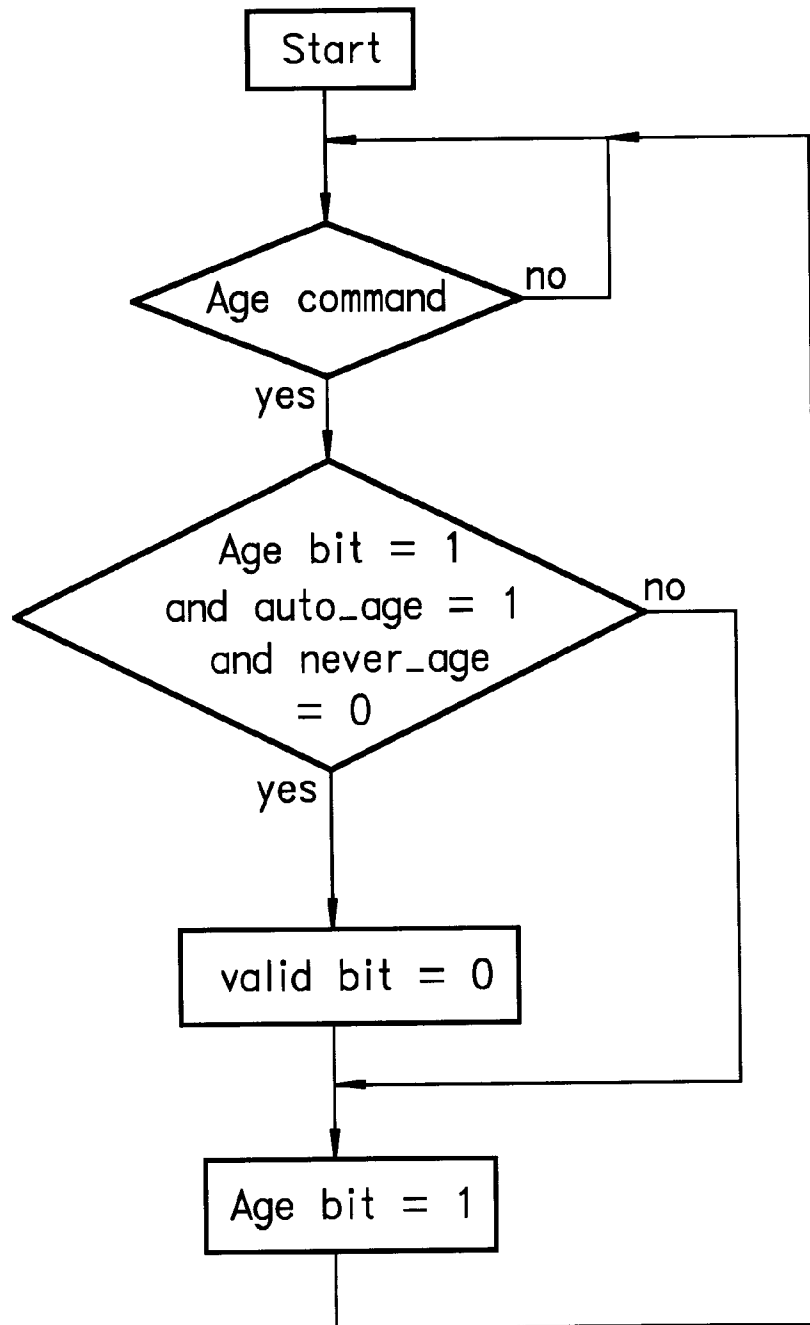 Start
Age command
no
yes
Age bit = 1
and auto_age = 1
and never_age
= 0
no
yes
valid bit = 0
Age bit = 1